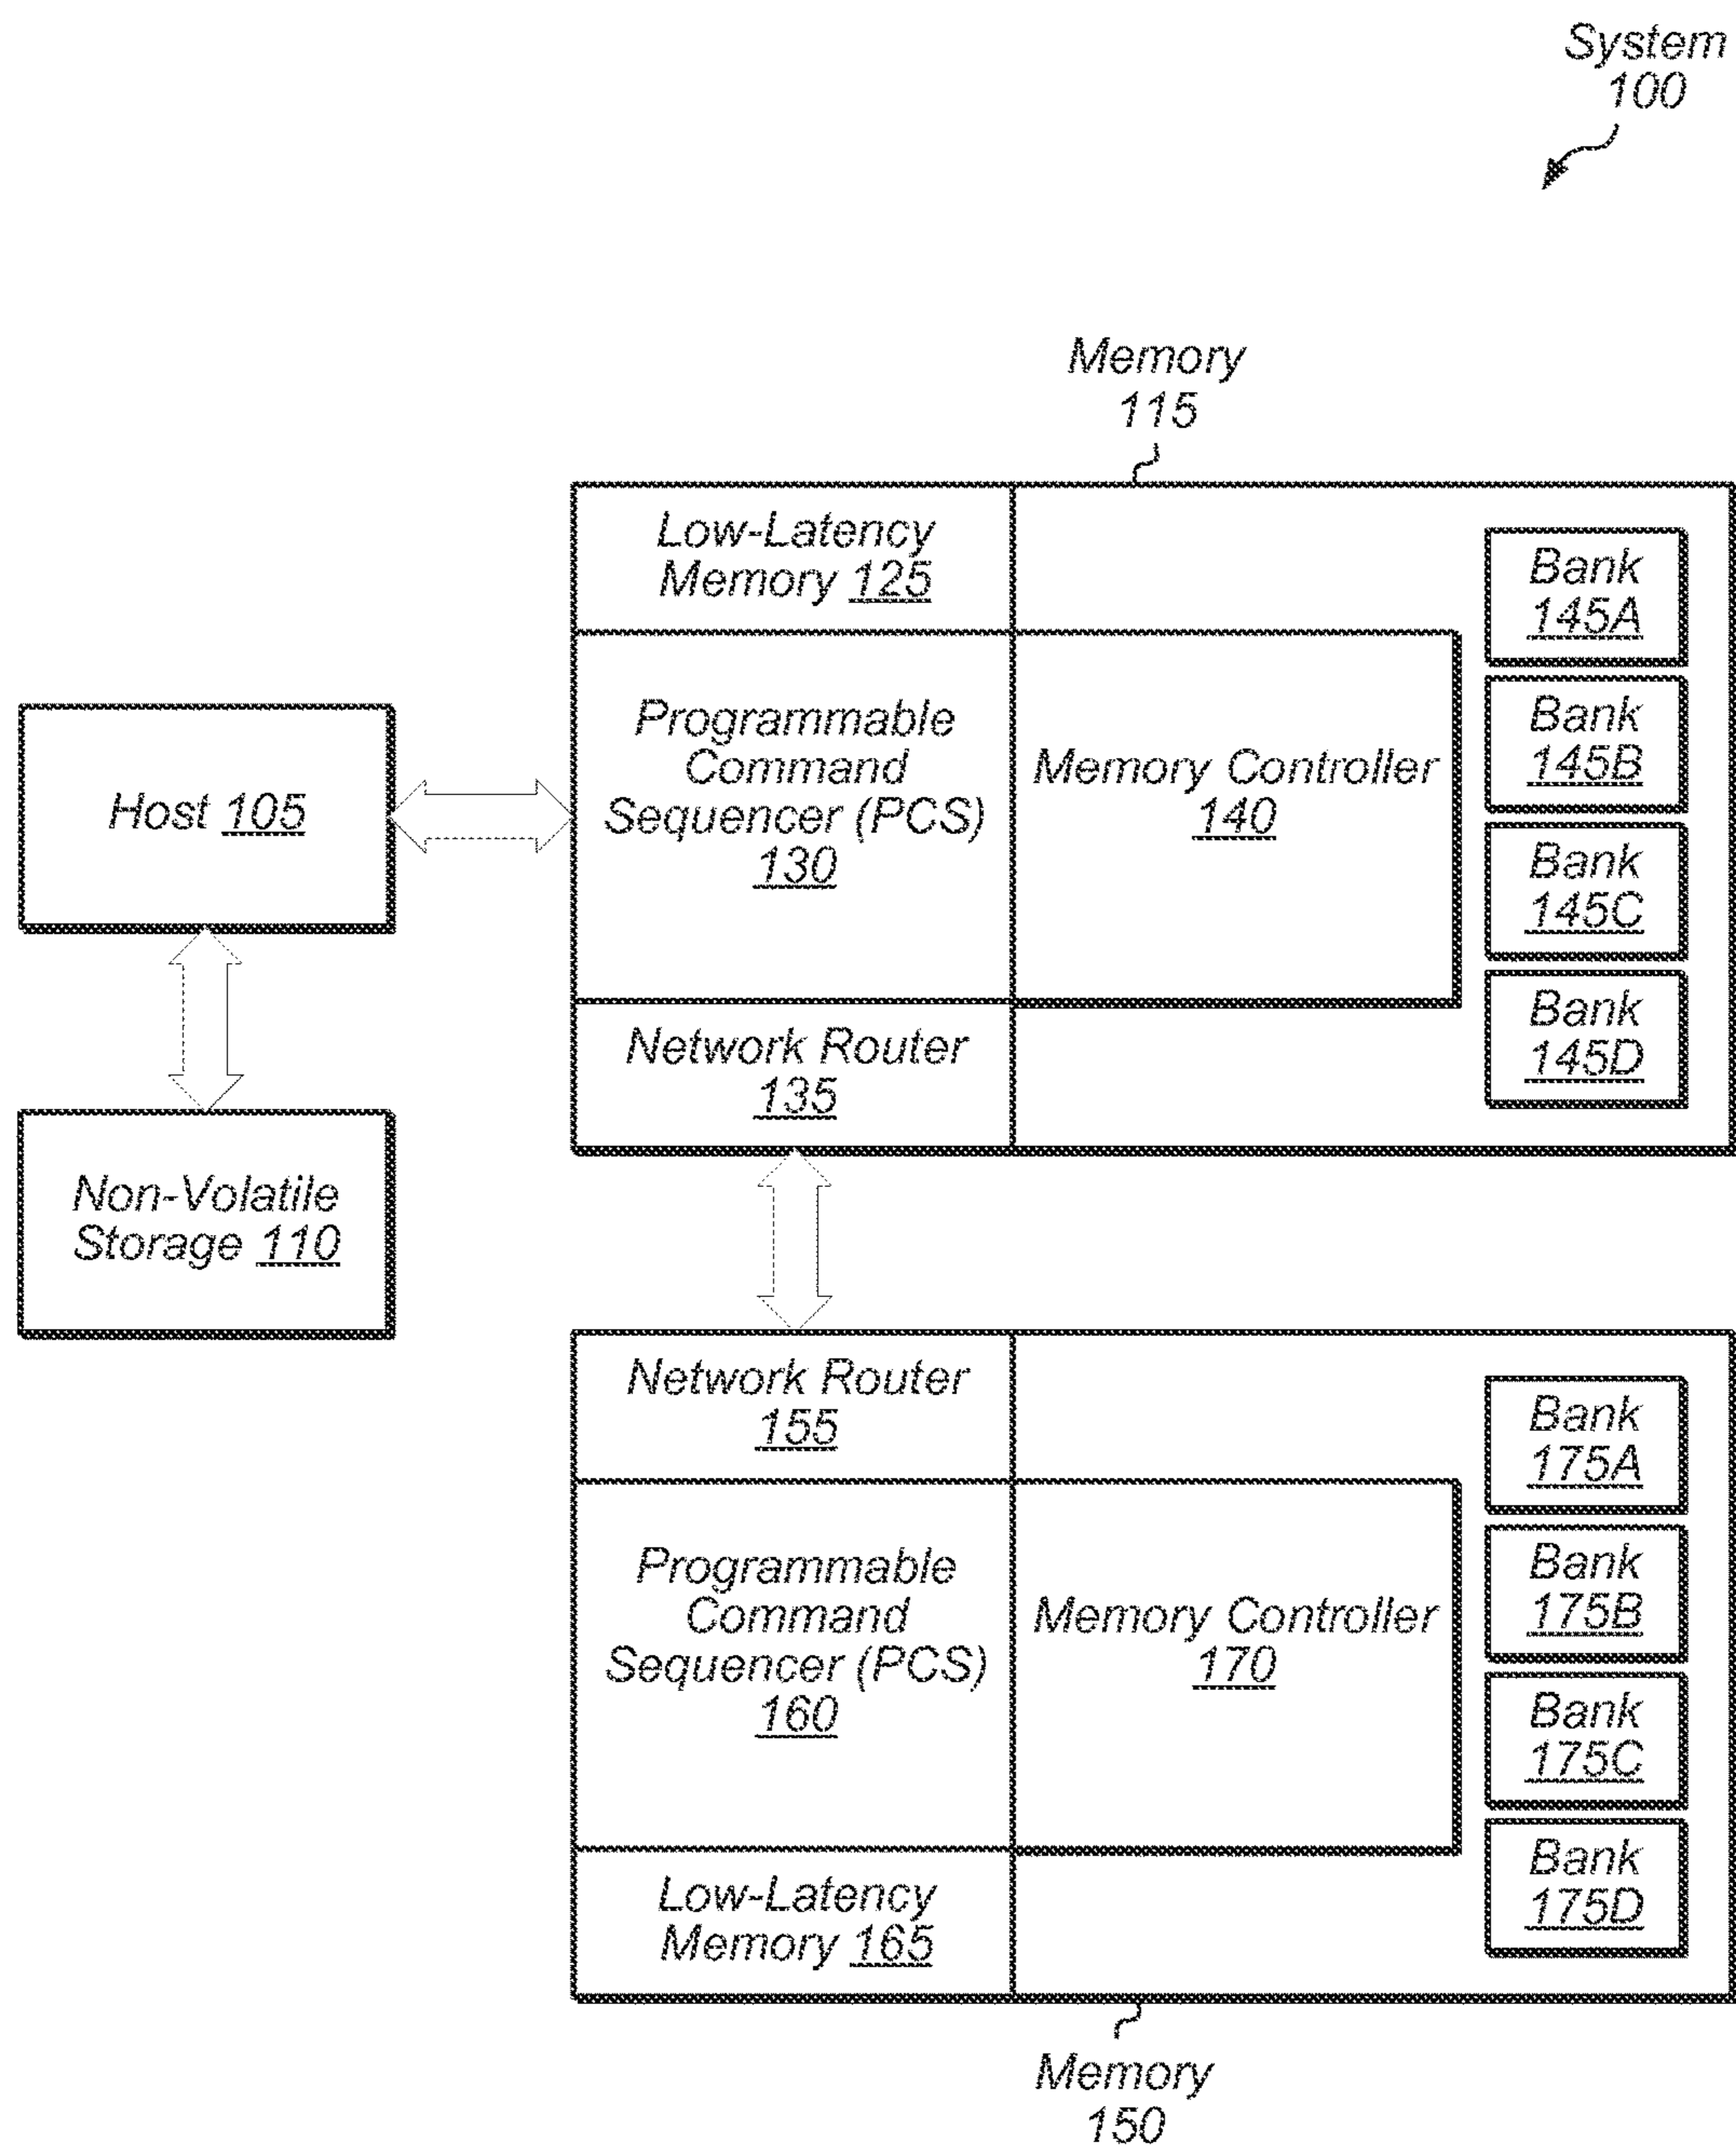 System
100
Memory
115
Low-Latency
Memory 125
Programmable
Command
Sequencer (PCS)
130
Network Router
135
Memory Controller
140
Bank
145A
Bank
145B
Bank
145C
Bank
145D
Host 105
Non-Volatile
Storage 110
Network Router
155
Programmable
Command
Sequencer (PCS)
160
Low-Latency
Memory 165
Memory Controller
170
Bank
175A
Bank
175B
Bank
175C
Bank
175D
Memory
150